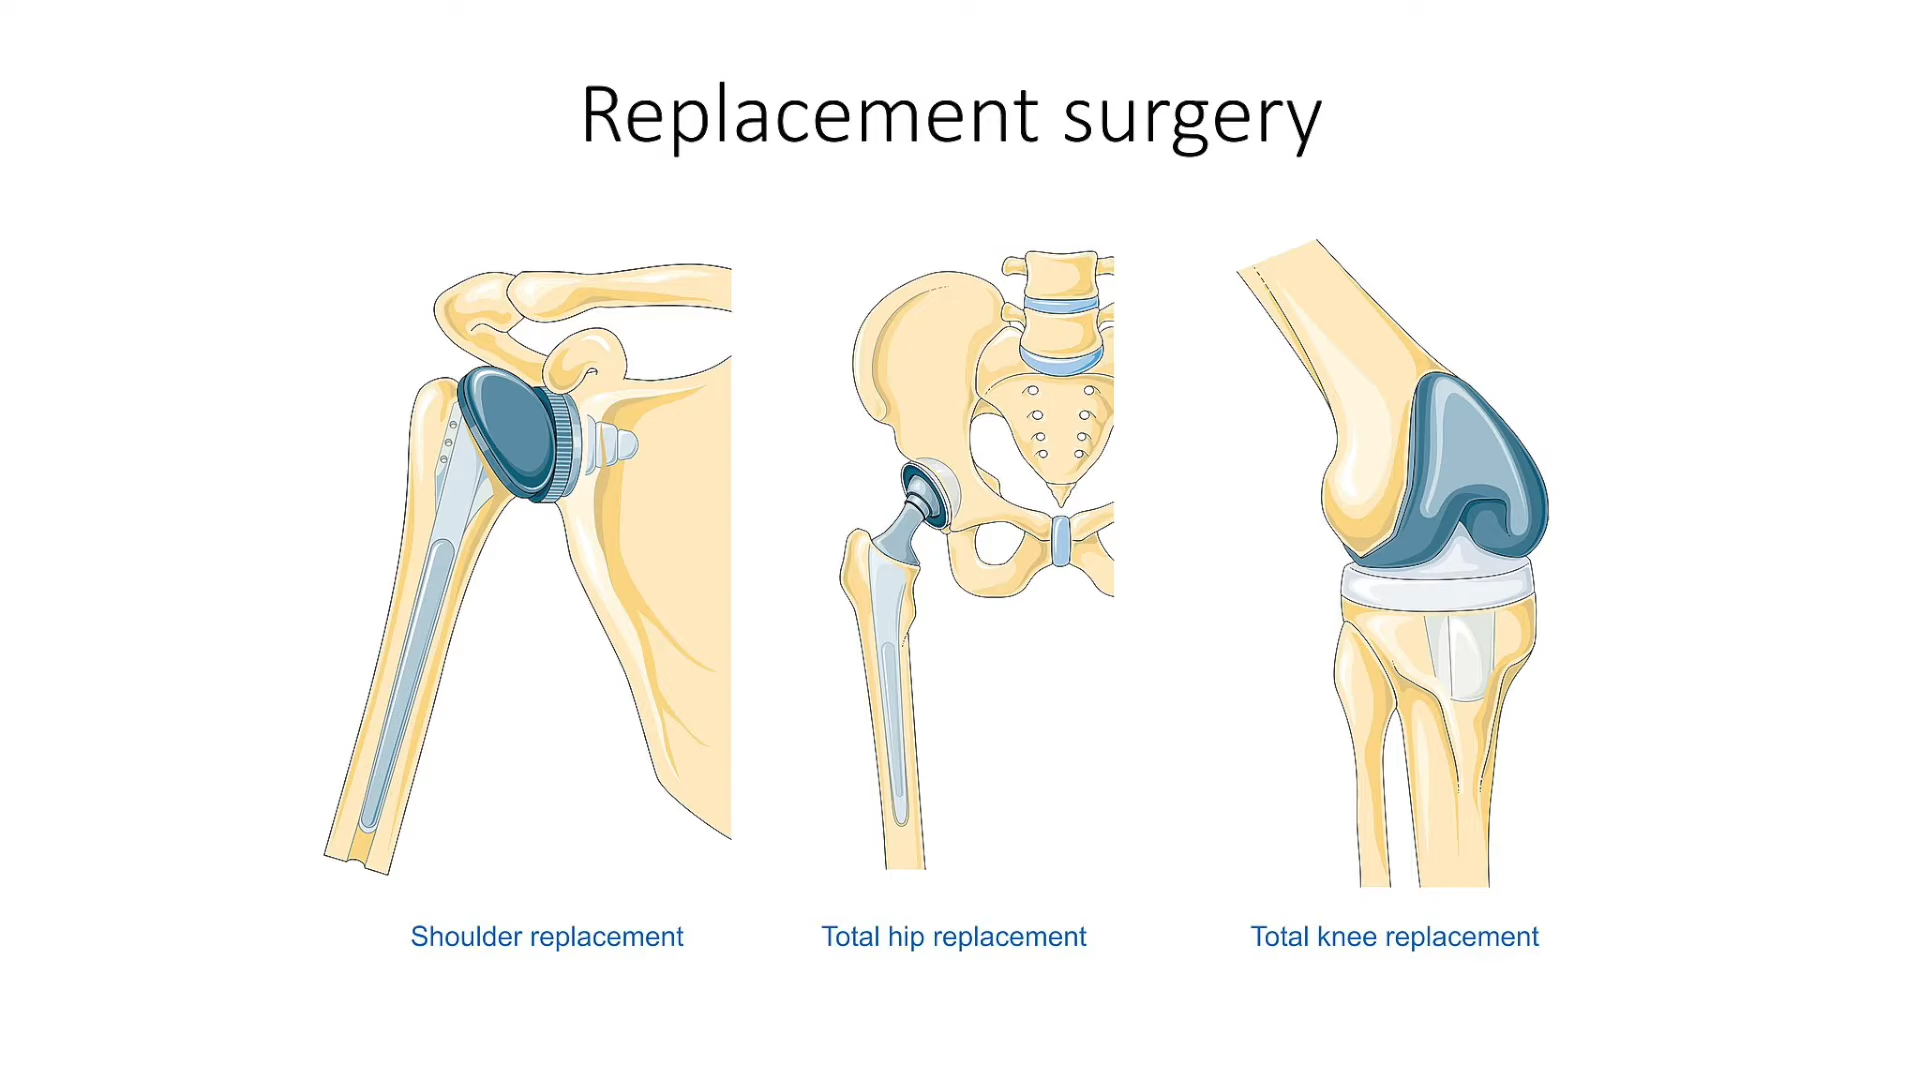 Replacement surgery
Shoulder replacement
Total hip replacement
Total knee replacement